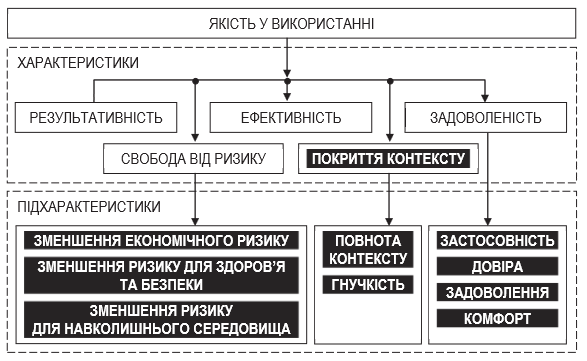 ЯКІСТЬ У ВИКОРИСТАННІ
ХАРАКТЕРИСТИКИ
РЕЗУЛЬТАТИВНІСТЬ
ЕФЕКТИВНІСТЬ
ЗАДОВОЛЕНІСТЬ
СВОБОДА ВІД РИЗИКУ
ПОКРИТТЯ КОНТЕКСТУ
ПІДХАРАКТЕРИСТИКИ
ЗМЕНШЕННЯ ЕКОНОМІЧНОГО РИЗИКУ
ЗМЕНШЕННЯ РИЗИКУ ДЛЯ ЗДОРОВ'Я
ТА БЕЗПЕКИ
ЗМЕНШЕННЯ РИЗИКУ
ДЛЯ НАВКОЛИШНЬОГО СЕРЕДОВИЩА
ПОВНОТА
КОНТЕКСТУ
ГНУЧКІСТЬ
ЗАСТОСОВНІСТЬ
ДОВІРА
ЗАДОВОЛЕННЯ
КОМФОРТ